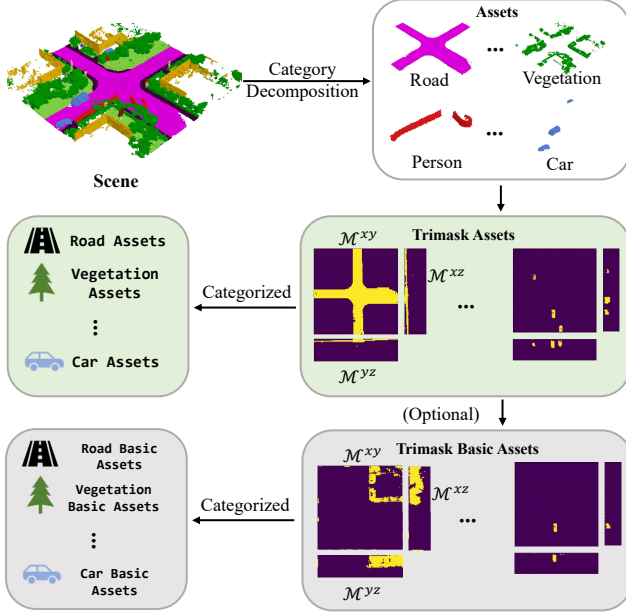 Assets
Category
Decomposition
Road
...
Vegetation
Person
...
Car
Scene
Trimask Assets
ℳ^{xy}
ℳ^{xz}
...
ℳ^{yz}
Categorized
Road Assets
Vegetation
Assets
...
Car Assets
(Optional)
Trimask Basic Assets
ℳ^{xy}
ℳ^{xz}
...
ℳ^{yz}
Categorized
Road Basic
Assets
Vegetation
Basic Assets
...
Car Basic
Assets